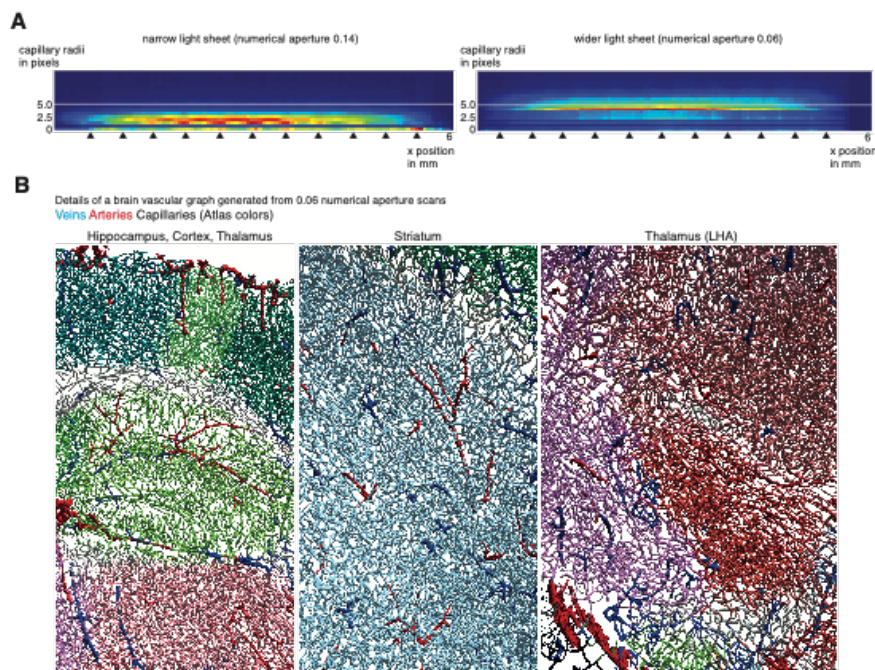 A
narrow light sheet (numerical aperture 0.14)
wider light sheet (numerical aperture 0.06)
capillary radii
in pixels
5.0
2.5
0
6
x position
in mm
capillary radii
in pixels
5.0
2.5
0
6
x position
in mm
B
Details of a brain vascular graph generated from 0.06 numerical aperture scans
Veins Arteries Capillaries (Atlas colors)
Hippocampus, Cortex, Thalamus
Striatum
Thalamus (LHA)